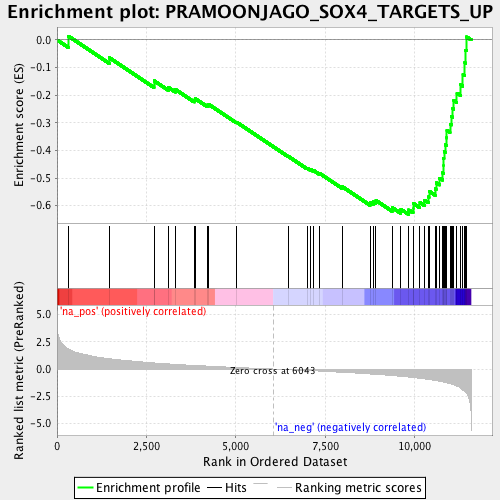 Enrichment plot: PRAMOONJAGO_SOX4_TARGETS_UP
Enrichment score (ES)
0.0
-0.1
-0.2
-0.3
-0.4
-0.5
-0.6
'na_pos' (positively correlated)
Ranked list metric (PreRanked)
5.0
2.5
0.0
-2.5
-5.0
Zero cross at 6043
'na_neg' (negatively correlated)
0
2,500
5,000
7,500
10,000
Rank in Ordered Dataset
Enrichment profile
Hits
Ranking metric scores